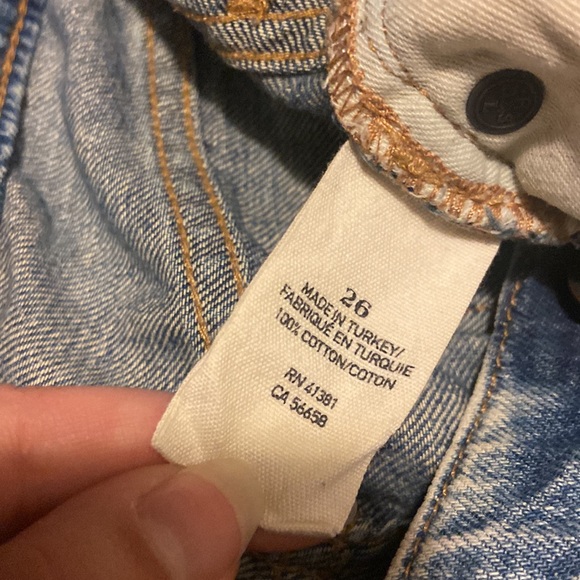 26
MADE IN TURKEY/
FABRIQUÉ EN TURQUIE
100% COTTON/COTON
RN 41381
CA 56658